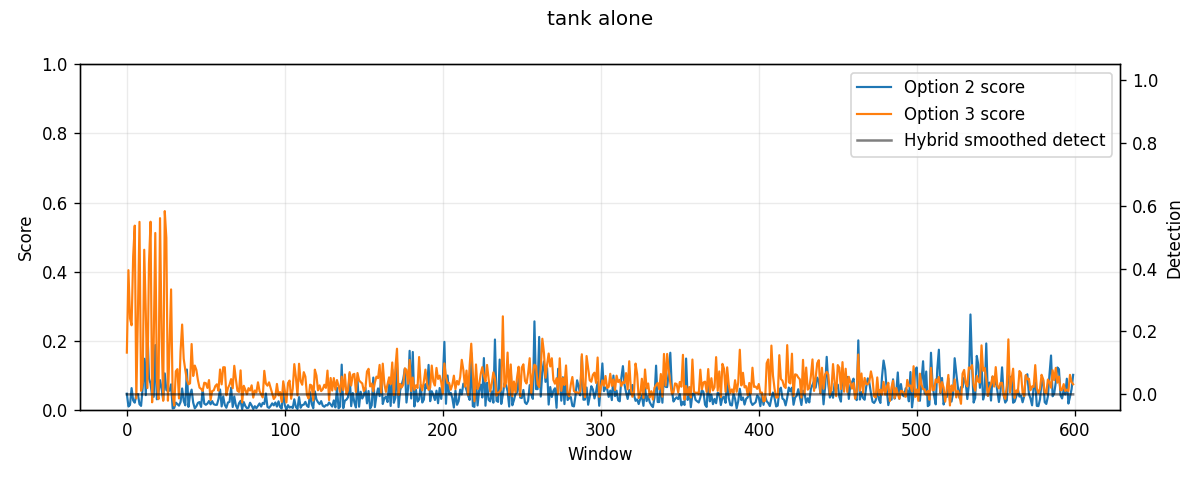 tank alone
1.0
0.8
0.6
0.4
0.2
0.0
Score
0
100
200
300
400
500
600
Window
1.0
0.8
0.6
0.4
0.2
0.0
Detection
Option 2 score
Option 3 score
Hybrid smoothed detect